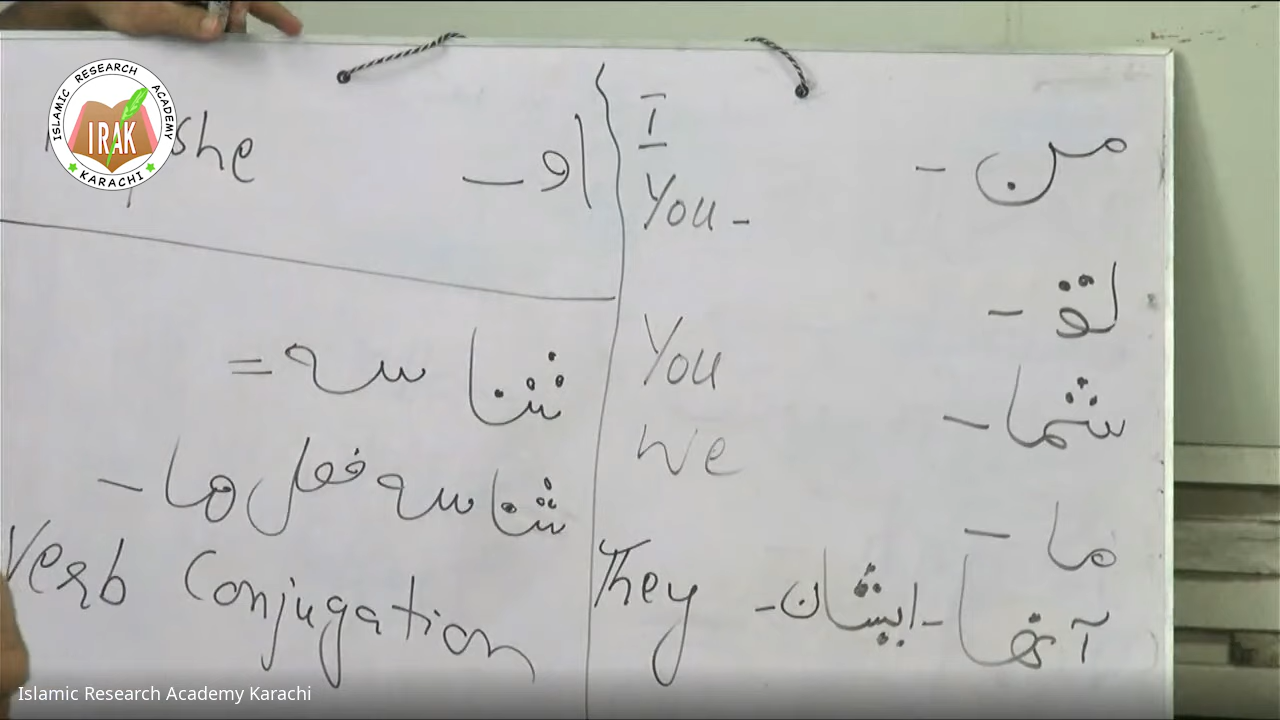 ISLAMIC RESEARCH ACADEMY
IRAK
KARACHI
I من -
You - تو -
You شما -
We ما -
They آنها - ایشان -
she او -
شناسه =
شناسه فعل ها -
Verb Conjugation
Islamic Research Academy Karachi